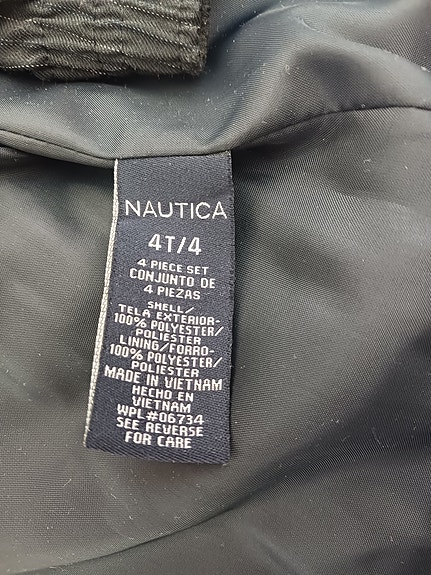 NAUTICA
4T/4
4 PIECE SET
CONJUNTO DE
4 PIEZAS
SHELL/
TELA EXTERIOR-
100% POLYESTER/
POLIESTER
LINING/FORRO-
100% POLYESTER/
POLIESTER
MADE IN VIETNAM
HECHO EN
VIETNAM
WPL#06734
SEE REVERSE
FOR CARE